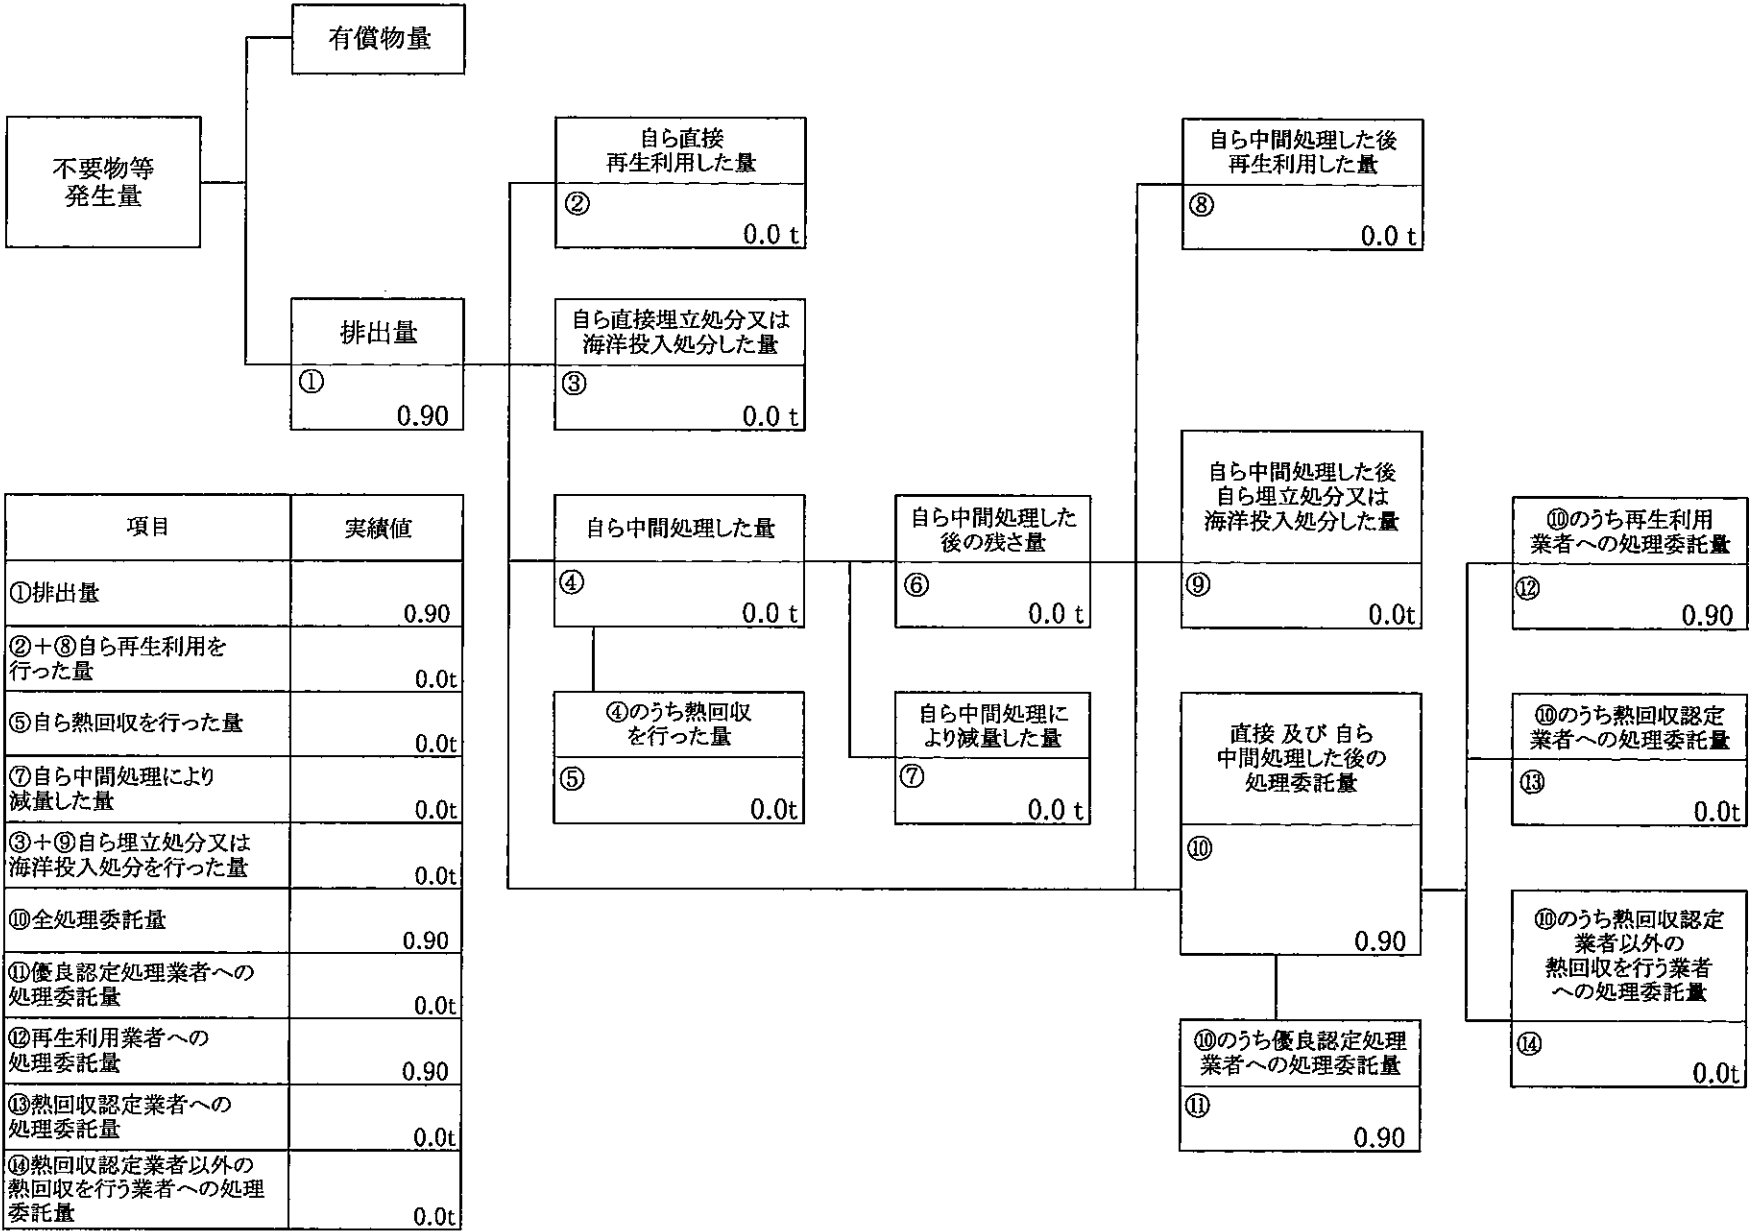 有償物量
不要物等
発生量
排出量
①
0.90
自ら直接
再生利用した量
②
0.0 t
自ら直接埋立処分又は
海洋投入処分した量
③
0.0 t
自ら中間処理した量
④
0.0 t
④のうち熱回収
を行った量
⑤
0.0t
自ら中間処理した
後の残さ量
⑥
0.0 t
自ら中間処理に
より減量した量
⑦
0.0 t
自ら中間処理した後
再生利用した量
⑧
0.0 t
自ら中間処理した後
自ら埋立処分又は
海洋投入処分した量
⑨
0.0t
直接 及び 自ら
中間処理した後の
処理委託量
⑩
0.90
⑩のうち優良認定処理
業者への処理委託量
⑪
0.90
⑩のうち再生利用
業者への処理委託量
⑫
0.90
⑩のうち熱回収認定
業者への処理委託量
⑬
0.0t
⑩のうち熱回収認定
業者以外の
熱回収を行う業者
への処理委託量
⑭
0.0t
項目 実績値
①排出量
0.90
②＋⑧自ら再生利用を
行った量
0.0t
⑤自ら熱回収を行った量
0.0t
⑦自ら中間処理により
減量した量
0.0t
③＋⑨自ら埋立処分又は
海洋投入処分を行った量
0.0t
⑩全処理委託量
0.90
⑪優良認定処理業者への
処理委託量
0.0t
⑫再生利用業者への
処理委託量
0.90
⑬熱回収認定業者への
処理委託量
0.0t
⑭熱回収認定業者以外の
熱回収を行う業者への処理
委託量
0.0t